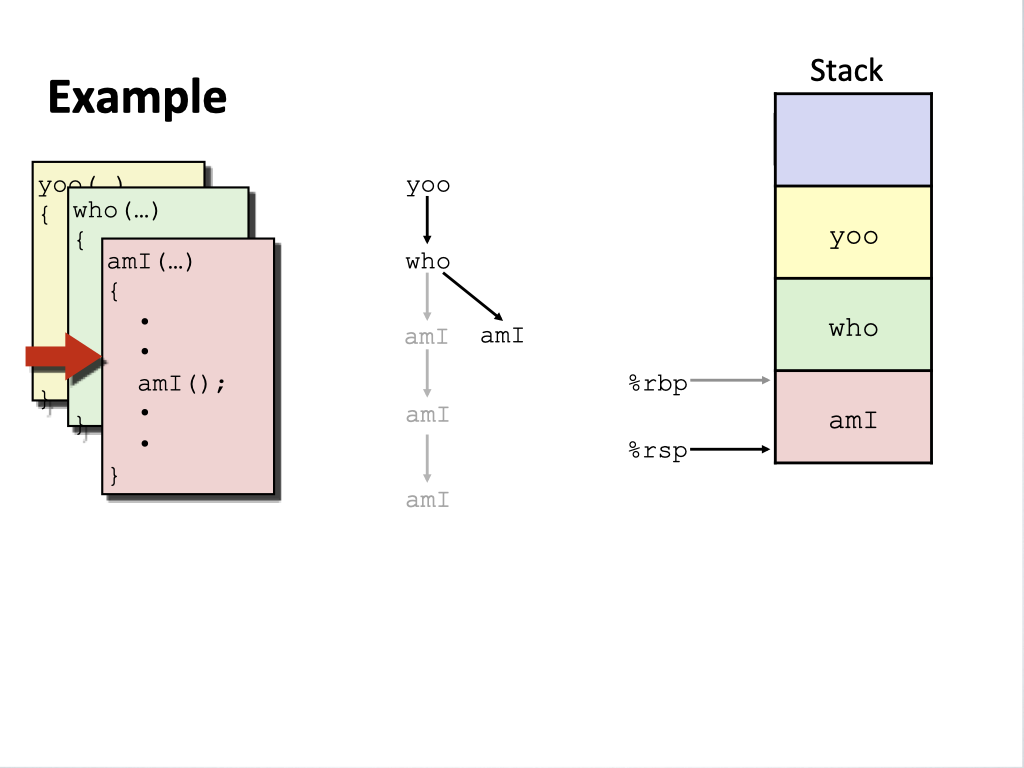 Example
Stack
yoo(…)
{
}
who(…)
{
}
amI(…)
{
•
•
amI();
•
•
}
yoo
who
amI
amI
amI
amI
%rbp
%rsp
yoo
who
amI